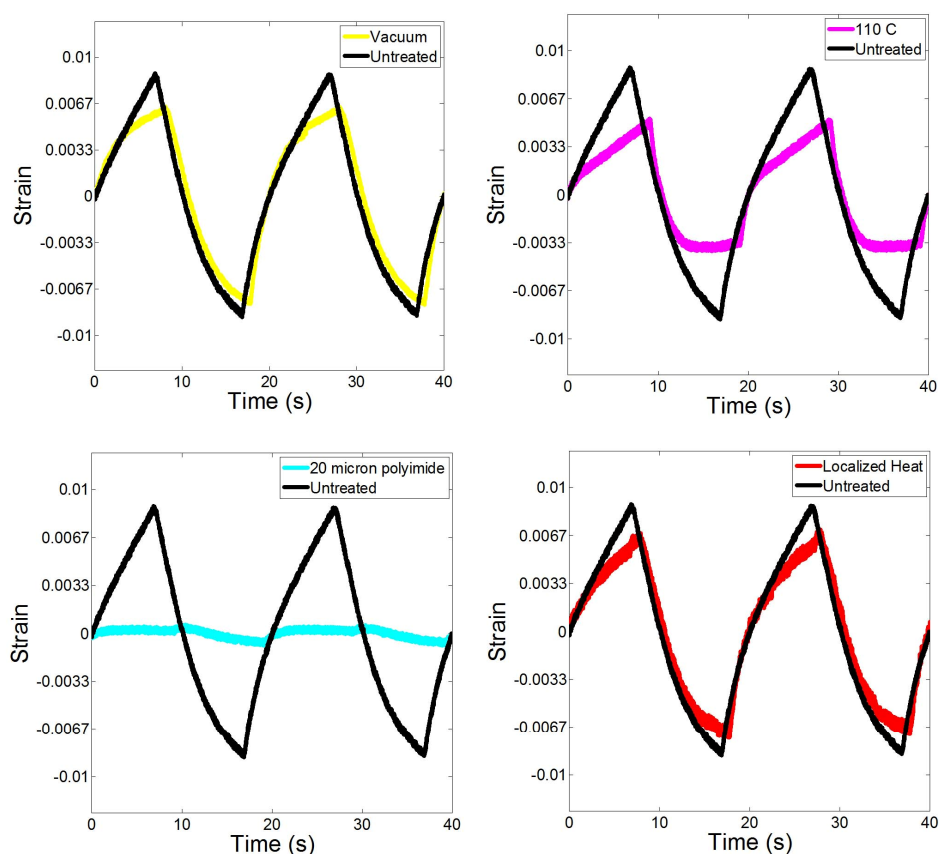 Vacuum
Untreated
0.01
0.0067
0.0033
0
-0.0033
-0.0067
-0.01
Strain
0 10 20 30 40
Time (s)
110 C
Untreated
0.01
0.0067
0.0033
0
-0.0033
-0.0067
-0.01
Strain
0 10 20 30 40
Time (s)
20 micron polyimide
Untreated
0.01
0.0067
0.0033
0
-0.0033
-0.0067
-0.01
Strain
0 10 20 30 40
Time (s)
Localized Heat
Untreated
0.01
0.0067
0.0033
0
-0.0033
-0.0067
-0.01
Strain
0 10 20 30 40
Time (s)